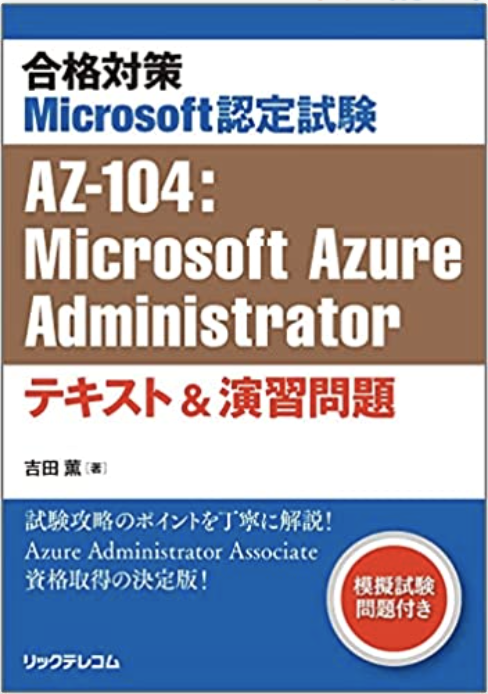 合格対策
Microsoft認定試験
AZ-104:
Microsoft Azure
Administrator
テキスト＆演習問題
吉田 薫［著］
試験攻略のポイントを丁寧に解説！
Azure Administrator Associate
資格取得の決定版！
模擬試験
問題付き
リックテレコム